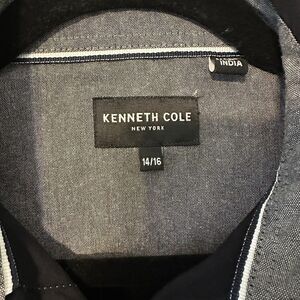 INDIA
KENNETH COLE
NEW YORK
14/16